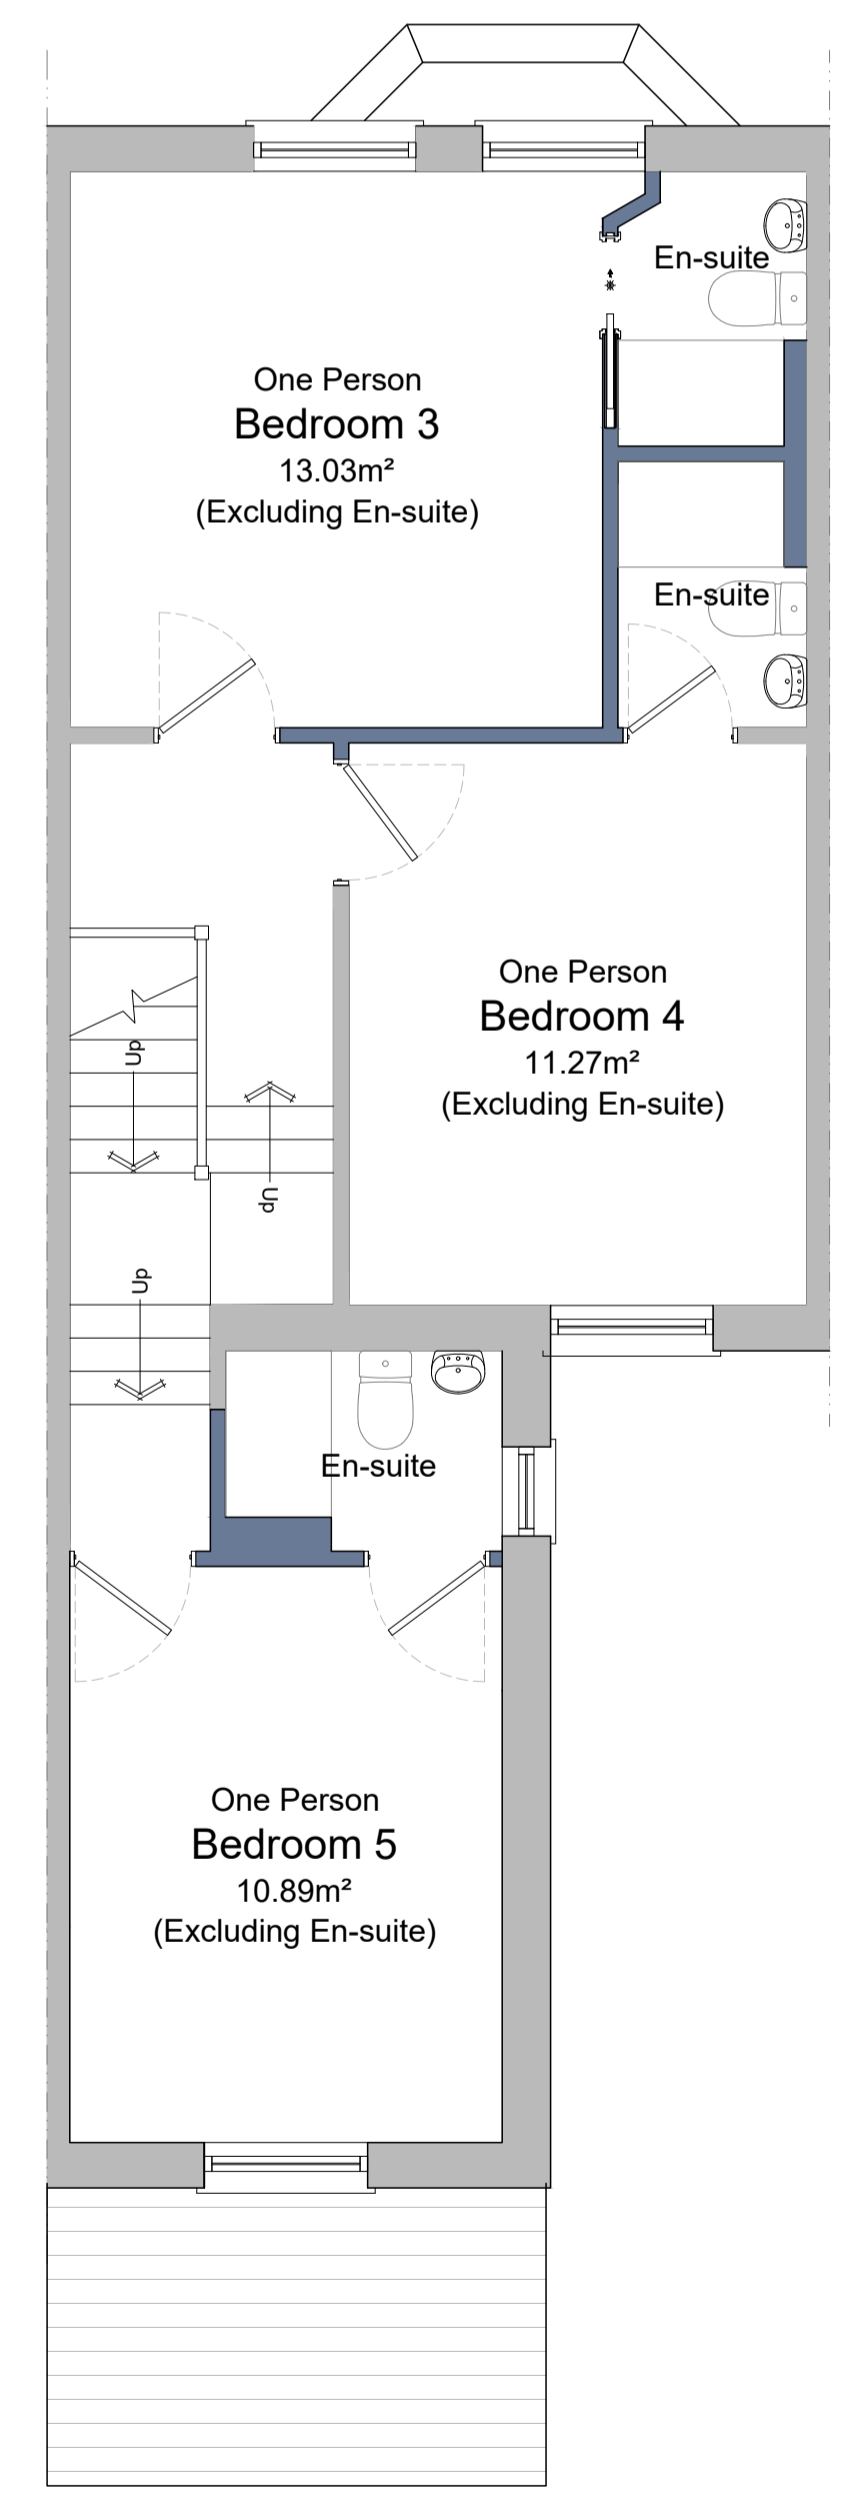 En-suite
One Person
Bedroom 3
13.03m²
(Excluding En-suite)
En-suite
One Person
Bedroom 4
11.27m²
(Excluding En-suite)
Up
Up
Up
En-suite
One Person
Bedroom 5
10.89m²
(Excluding En-suite)